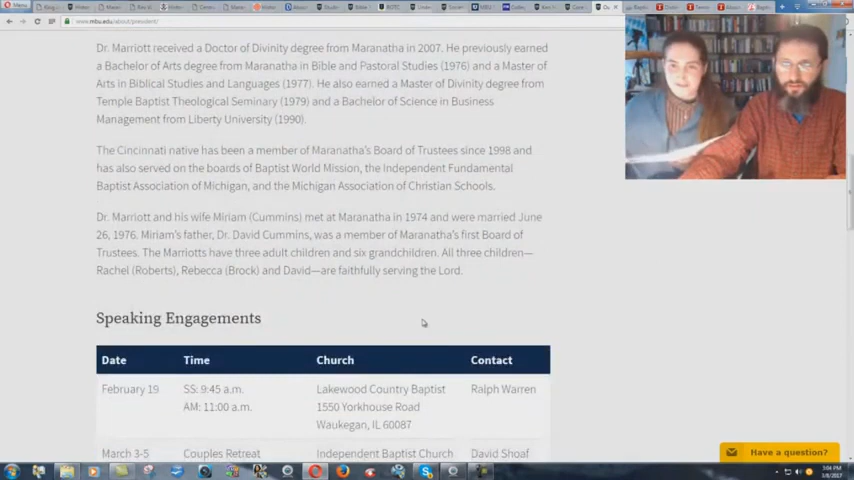 www.mbu.edu/about/president/
Dr. Marriott received a Doctor of Divinity degree from Maranatha in 2007. He previously earned
a Bachelor of Arts degree from Maranatha in Bible and Pastoral Studies (1976) and a Master of
Arts in Biblical Studies and Languages (1977). He also earned a Master of Divinity degree from
Temple Baptist Theological Seminary (1979) and a Bachelor of Science in Business
Management from Liberty University (1990).
The Cincinnati native has been a member of Maranatha's Board of Trustees since 1998 and
has also served on the boards of Baptist World Mission, the Independent Fundamental
Baptist Association of Michigan, and the Michigan Association of Christian Schools.
Dr. Marriott and his wife Miriam (Cummins) met at Maranatha in 1974 and were married June
26, 1976. Miriam's father, Dr. David Cummins, was a member of Maranatha's first Board of
Trustees. The Marriotts have three adult children and six grandchildren. All three children—
Rachel (Roberts), Rebecca (Brock) and David—are faithfully serving the Lord.
Speaking Engagements
Date Time Church Contact
February 19 SS: 9:45 a.m. Lakewood Country Baptist Ralph Warren
AM: 11:00 a.m. 1550 Yorkhouse Road
Waukegan, IL 60087
March 3-5 Couples Retreat Independent Baptist Church David Shoaf
Have a question?
3:04 PM